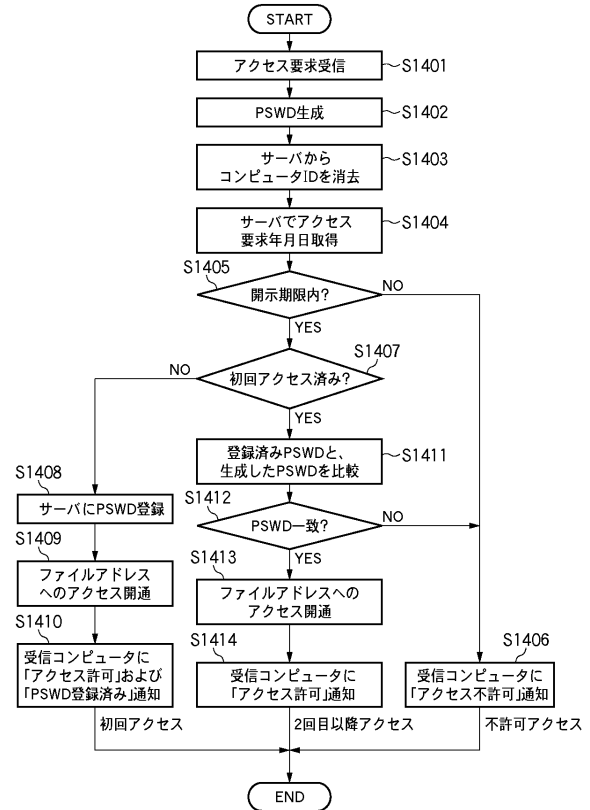 START
アクセス要求受信
S1401
PSWD生成
S1402
サーバから
コンピュータIDを消去
S1403
サーバでアクセス
要求年月日取得
S1404
S1405
開示期限内?
NO
YES
S1407
初回アクセス済み?
NO
YES
登録済みPSWDと、
生成したPSWDを比較
S1411
S1408
サーバにPSWD登録
S1412
PSWD一致?
NO
YES
S1409
ファイルアドレス
へのアクセス開通
S1413
ファイルアドレスへの
アクセス開通
S1410
受信コンピュータに
「アクセス許可」および
「PSWD登録済み」通知
S1414
受信コンピュータに
「アクセス許可」通知
S1406
受信コンピュータに
「アクセス不許可」通知
初回アクセス
2回目以降アクセス
不許可アクセス
END